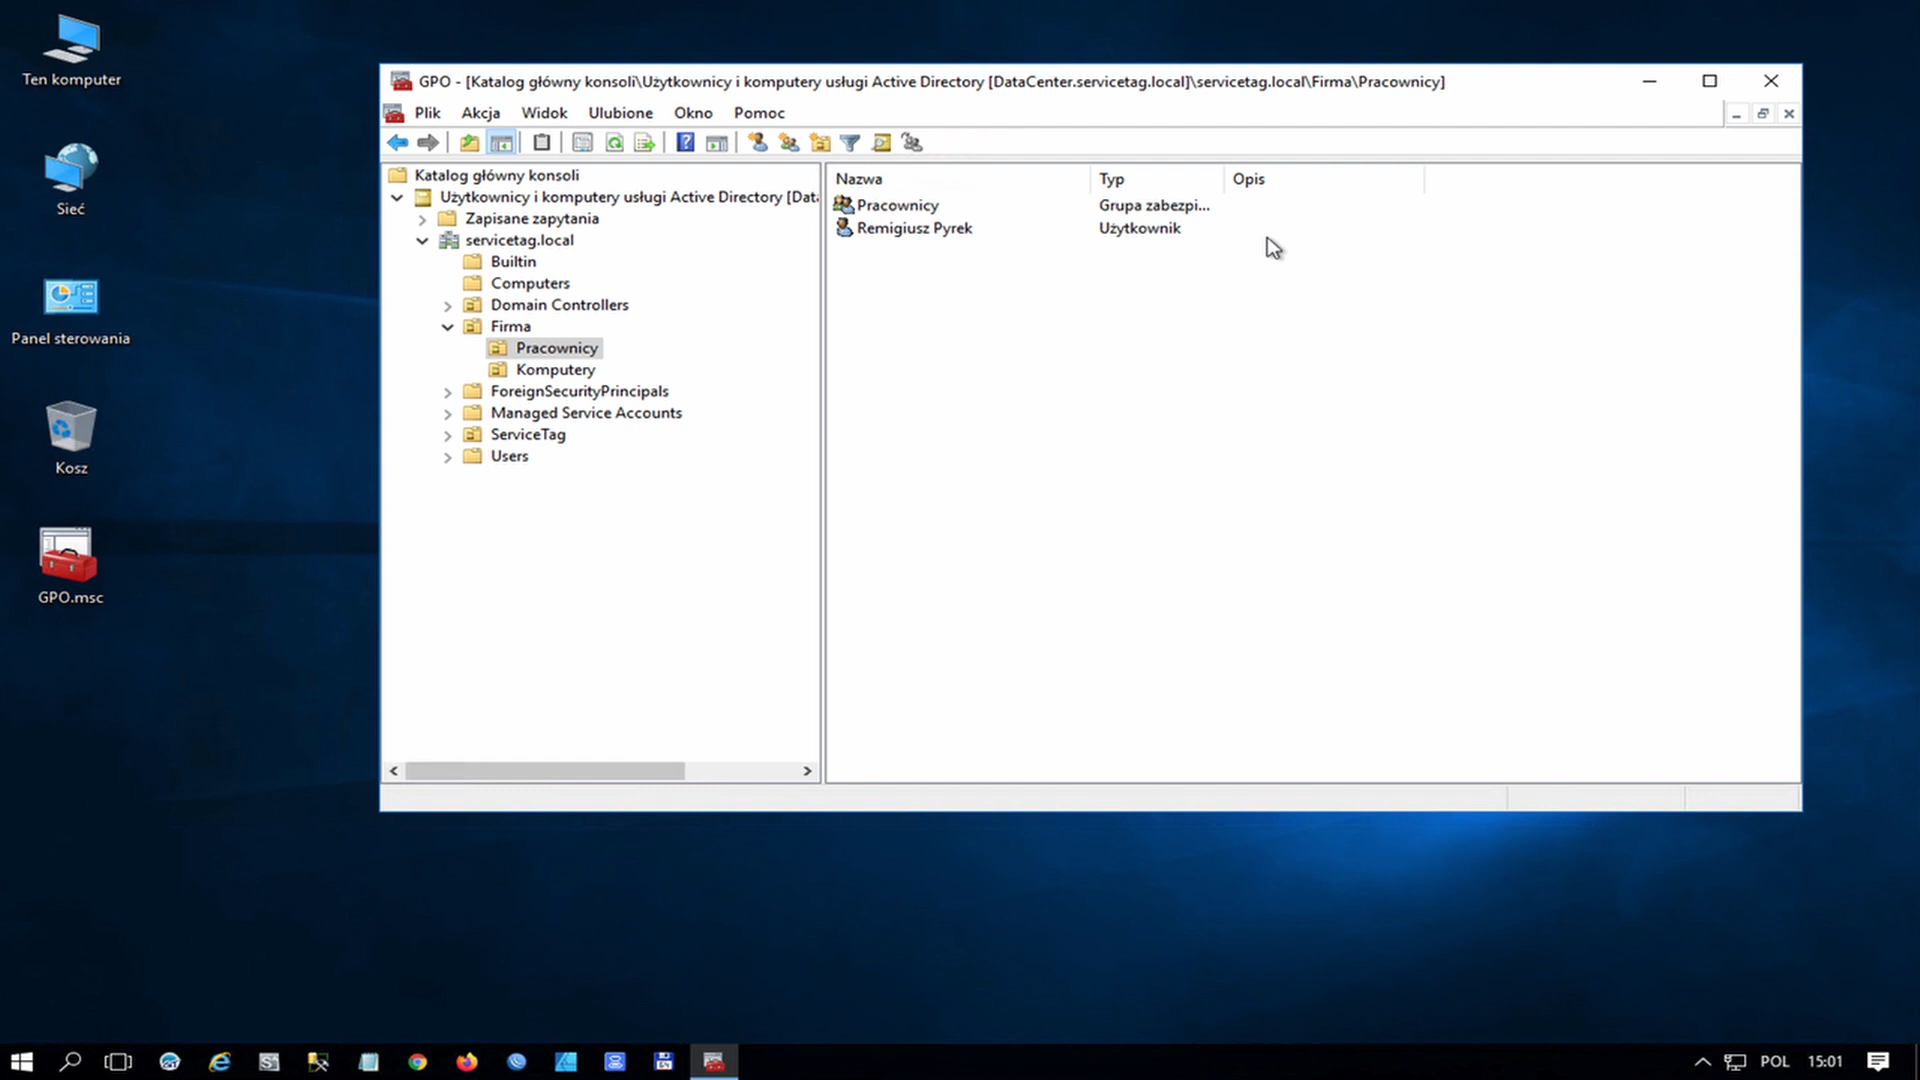 Ten komputer
Sieć
Panel sterowania
Kosz
GPO.msc
GPO - [Katalog główny konsoli\Użytkownicy i komputery usługi Active Directory [DataCenter.servicetag.local]\servicetag.local\Firma\Pracownicy]
Plik Akcja Widok Ulubione Okno Pomoc
Katalog główny konsoli
Użytkownicy i komputery usługi Active Directory [Data
Zapisane zapytania
servicetag.local
Builtin
Computers
Domain Controllers
Firma
Pracownicy
Komputery
ForeignSecurityPrincipals
Managed Service Accounts
ServiceTag
Users
Nazwa Typ Opis
Pracownicy Grupa zabezpi...
Remigiusz Pyrek Użytkownik
POL 15:01